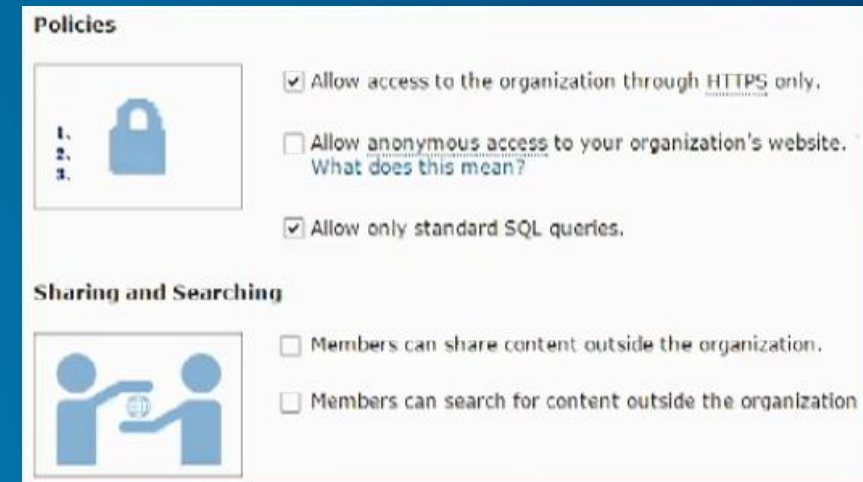 Policies
1.
2.
3.
Allow access to the organization through HTTPS only.
Allow anonymous access to your organization's website.
What does this mean?
Allow only standard SQL queries.
Sharing and Searching
Members can share content outside the organization.
Members can search for content outside the organization